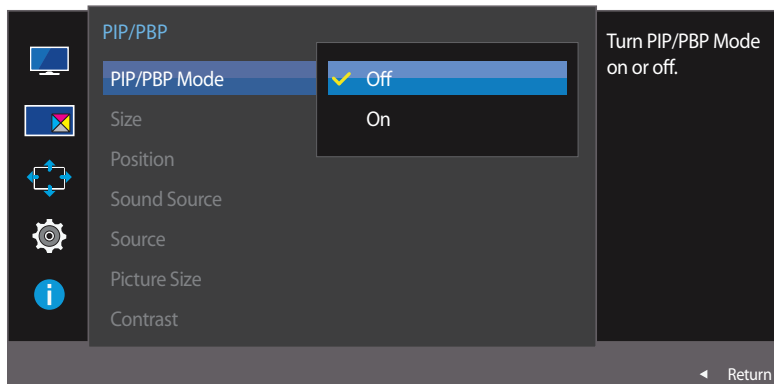 PIP/PBP
PIP/PBP Mode
Off
On
Size
Position
Sound Source
Source
Picture Size
Contrast
Turn PIP/PBP Mode
on or off.
Return